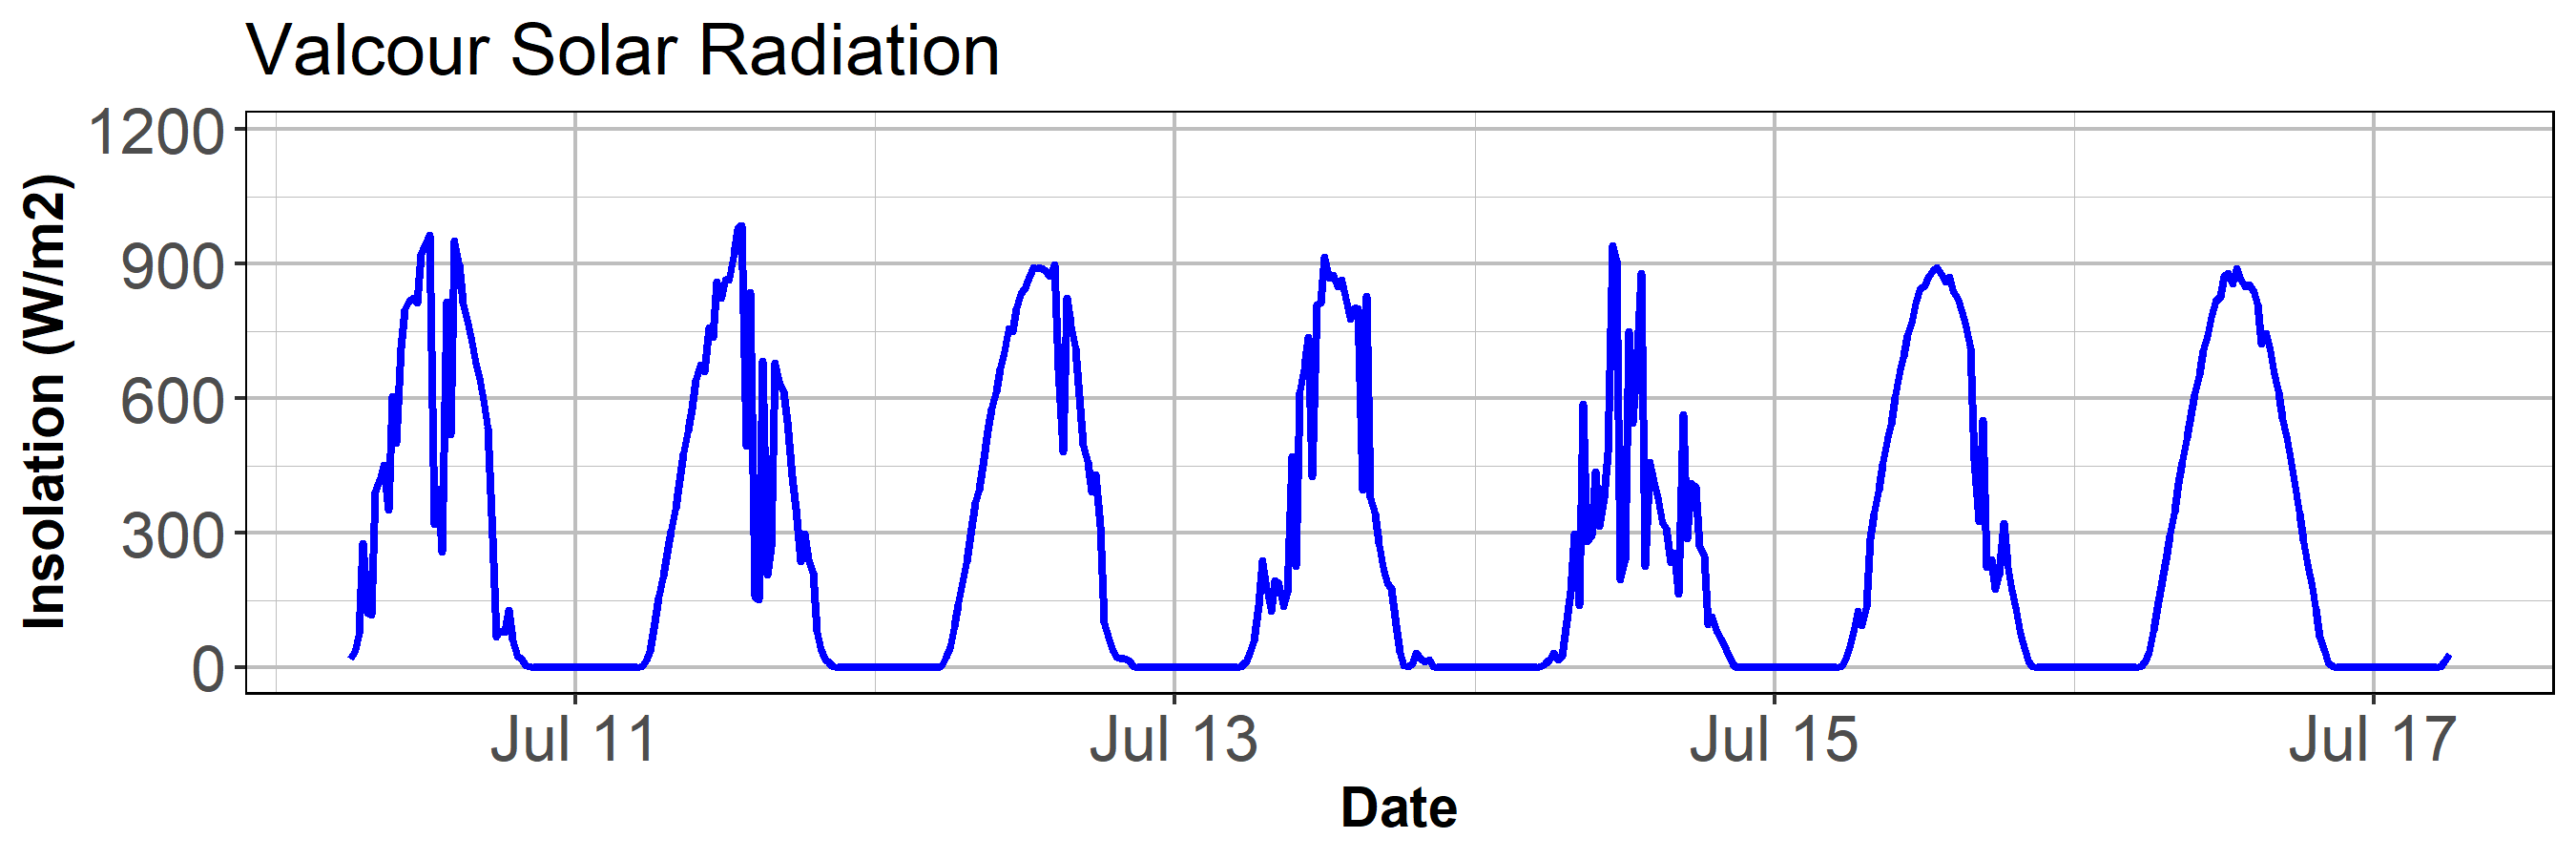 Valcour Solar Radiation
1200
900
600
300
0
Insolation (W/m2)
Jul 11 Jul 13 Jul 15 Jul 17
Date